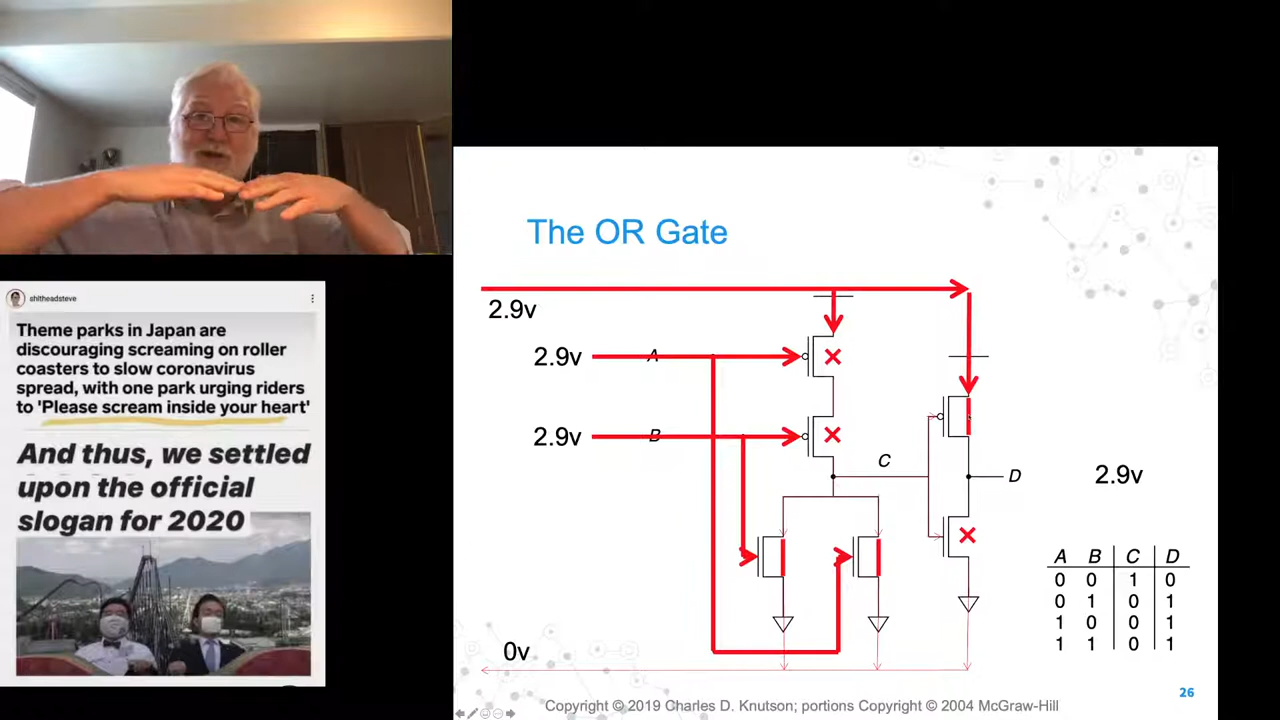 shitheadsteve
Theme parks in Japan are
discouraging screaming on roller
coasters to slow coronavirus
spread, with one park urging riders
to 'Please scream inside your heart'
And thus, we settled
upon the official
slogan for 2020
The OR Gate
2.9v
2.9v
A
2.9v
B
C
D
2.9v
0v
A B C D
0 0 1 0
0 1 0 1
1 0 0 1
1 1 0 1
26
Copyright © 2019 Charles D. Knutson; portions Copyright © 2004 McGraw-Hill